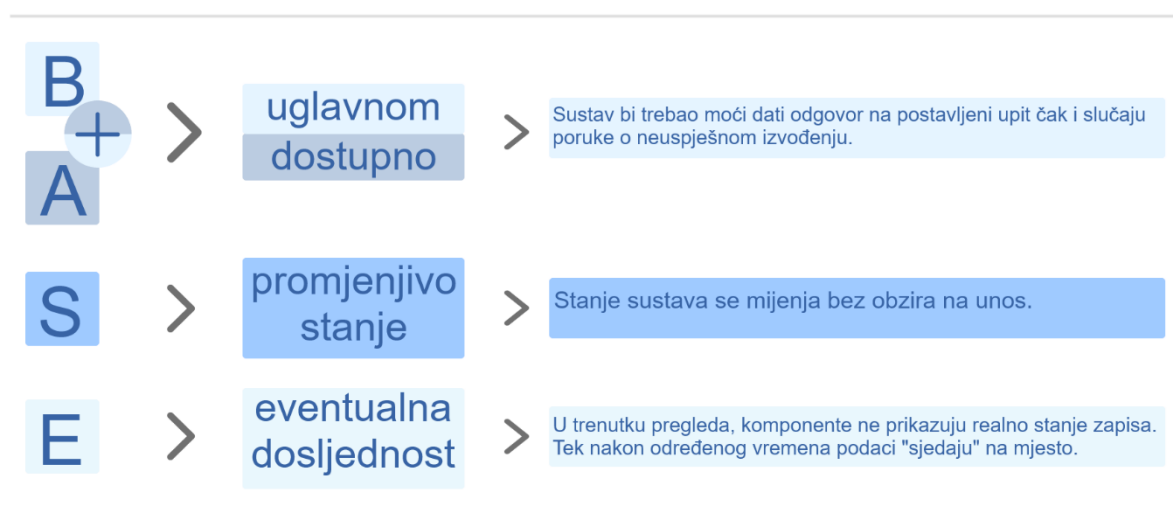 B
+
A
uglavnom
dostupno
Sustav bi trebao moći dati odgovor na postavljeni upit čak i slučaju
poruke o neuspješnom izvođenju.
S
promjenjivo
stanje
Stanje sustava se mijenja bez obzira na unos.
E
eventualna
dosljednost
U trenutku pregleda, komponente ne prikazuju realno stanje zapisa.
Tek nakon određenog vremena podaci "sjedaju" na mjesto.